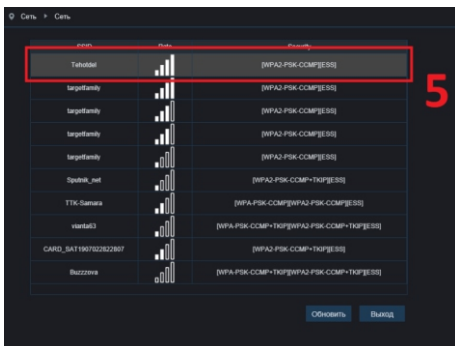 Сеть » Сеть
SSID Rate Security
Tehotdel [WPA2-PSK-CCMP][ESS]
targetfamily [WPA2-PSK-CCMP][ESS]
targetfamily [WPA2-PSK-CCMP][ESS]
targetfamily [WPA2-PSK-CCMP][ESS]
targetfamily [WPA2-PSK-CCMP][ESS]
Sputnik_net [WPA2-PSK-CCMP+TKIP][ESS]
TTK-Samara [WPA-PSK-CCMP][WPA2-PSK-CCMP][ESS]
vianta63 [WPA-PSK-CCMP+TKIP][WPA2-PSK-CCMP+TKIP][ESS]
CARD_SAT1907022822807 [WPA2-PSK-CCMP+TKIP][ESS]
Buzzzova [WPA-PSK-CCMP+TKIP][WPA2-PSK-CCMP+TKIP][ESS]
5
Обновить Выход